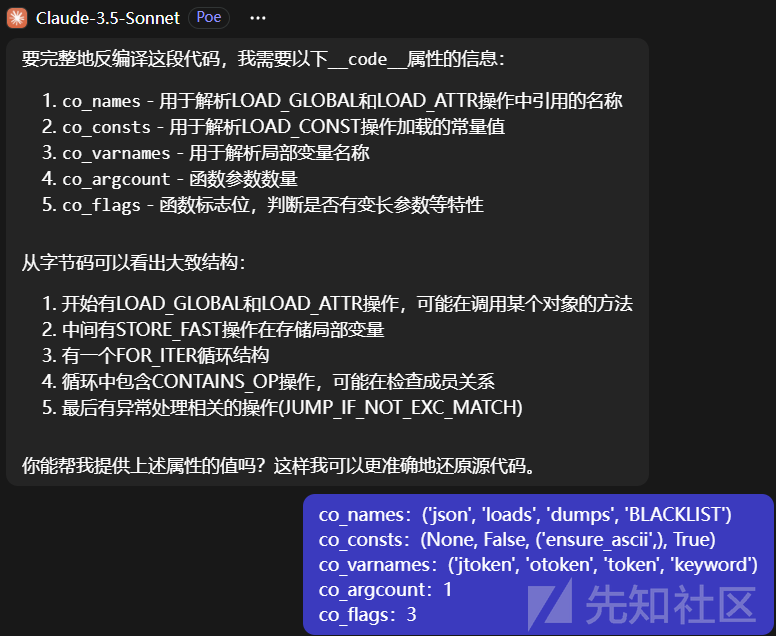 Claude-3.5-Sonnet Poe ...
要完整地反编译这段代码，我需要以下__code__属性的信息：
1. co_names - 用于解析LOAD_GLOBAL和LOAD_ATTR操作中引用的名称
2. co_consts - 用于解析LOAD_CONST操作加载的常量值
3. co_varnames - 用于解析局部变量名称
4. co_argcount - 函数参数数量
5. co_flags - 函数标志位，判断是否有变长参数等特性
从字节码可以看出大致结构：
1. 开始有LOAD_GLOBAL和LOAD_ATTR操作，可能在调用某个对象的方法
2. 中间有STORE_FAST操作在存储局部变量
3. 有一个FOR_ITER循环结构
4. 循环中包含CONTAINS_OP操作，可能在检查成员关系
5. 最后有异常处理相关的操作(JUMP_IF_NOT_EXC_MATCH)
你能帮我提供上述属性的值吗？这样我可以更准确地还原源代码。
co_names：('json', 'loads', 'dumps', 'BLACKLIST')
co_consts：(None, False, ('ensure_ascii',), True)
co_varnames：('jtoken', 'otoken', 'token', 'keyword')
co_argcount：1
co_flags：3
先知社区